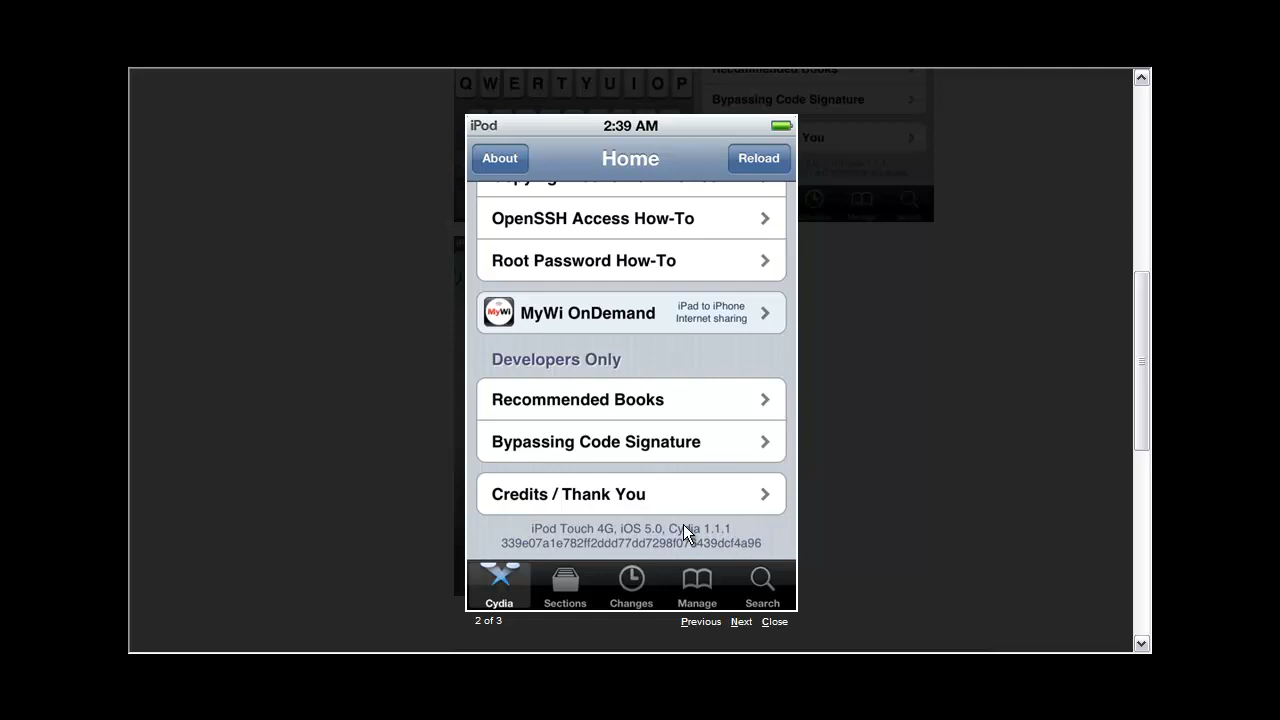 Q W E R T Y U I O P
Bypassing Code Signature
You
iPod 2:39 AM
About Home Reload
OpenSSH Access How-To
Root Password How-To
MyWi MyWi OnDemand iPad to iPhone
Internet sharing
Developers Only
Recommended Books
Bypassing Code Signature
Credits / Thank You
iPod Touch 4G, iOS 5.0, Cydia 1.1.1
Cydia Sections Changes Manage Search
2 of 3 Previous Next Close